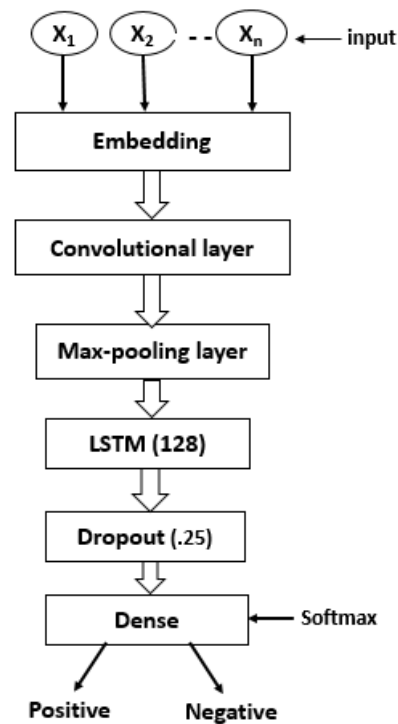 X1 X2 - - Xn input
Embedding
Convolutional layer
Max-pooling layer
LSTM (128)
Dropout (.25)
Dense Softmax
Positive Negative